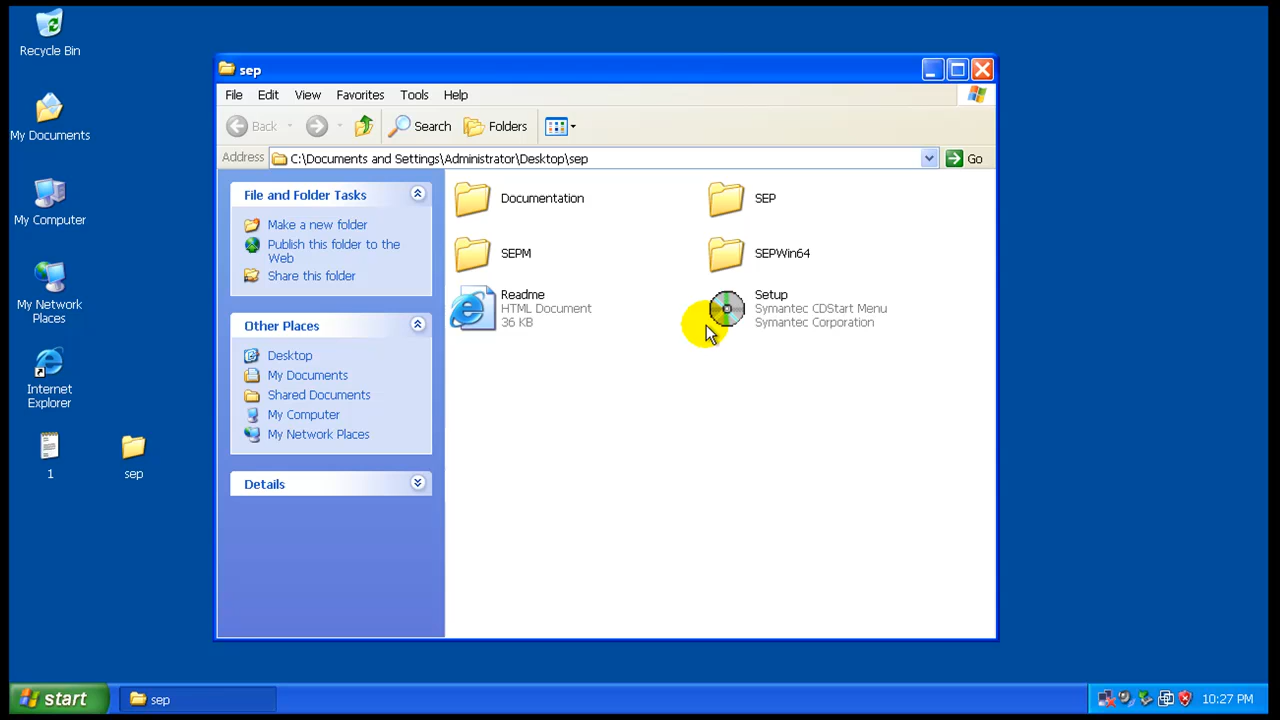 Recycle Bin
My Documents
My Computer
My Network
Places
Internet
Explorer
1
sep
sep
File Edit View Favorites Tools Help
Back Search Folders
Address C:\Documents and Settings\Administrator\Desktop\sep Go
File and Folder Tasks
Make a new folder
Publish this folder to the
Web
Share this folder
Other Places
Desktop
My Documents
Shared Documents
My Computer
My Network Places
Details
Documentation
SEP
SEPM
SEPWin64
Readme
HTML Document
36 KB
Setup
Symantec CDStart Menu
Symantec Corporation
start
sep
10:27 PM